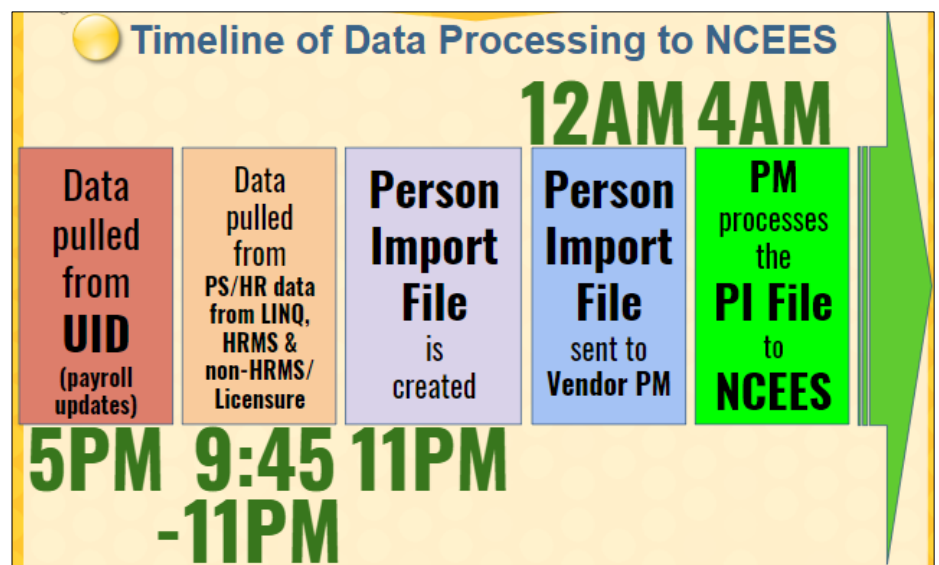 Timeline of Data Processing to NCEES
12AM 4AM
Data
pulled
from
UID
(payroll
updates)
Data
pulled
from
PS/HR data
from LINQ,
HRMS &
non-HRMS/
Licensure
Person
Import
File
is
created
Person
Import
File
sent to
Vendor PM
PM
processes
the
PI File
to
NCEES
5PM 9:45 11PM
-11PM